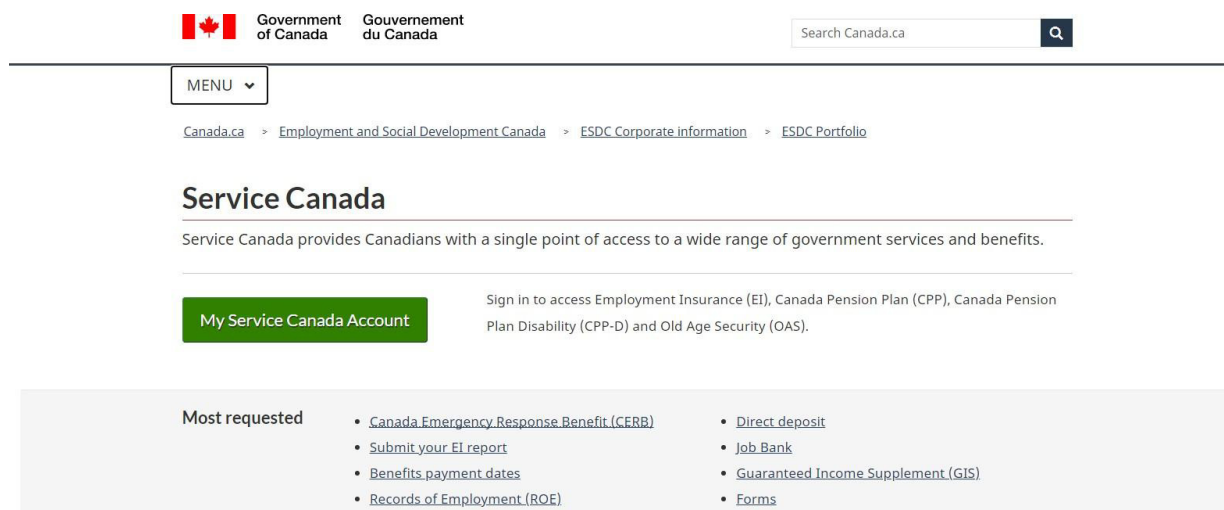 Government of Canada
Gouvernement du Canada
Search Canada.ca
MENU
Canada.ca > Employment and Social Development Canada > ESDC Corporate information > ESDC Portfolio
Service Canada
Service Canada provides Canadians with a single point of access to a wide range of government services and benefits.
My Service Canada Account
Sign in to access Employment Insurance (EI), Canada Pension Plan (CPP), Canada Pension
Plan Disability (CPP-D) and Old Age Security (OAS).
Most requested
• Canada Emergency Response Benefit (CERB)
• Submit your EI report
• Benefits payment dates
• Records of Employment (ROE)
• Direct deposit
• Job Bank
• Guaranteed Income Supplement (GIS)
• Forms